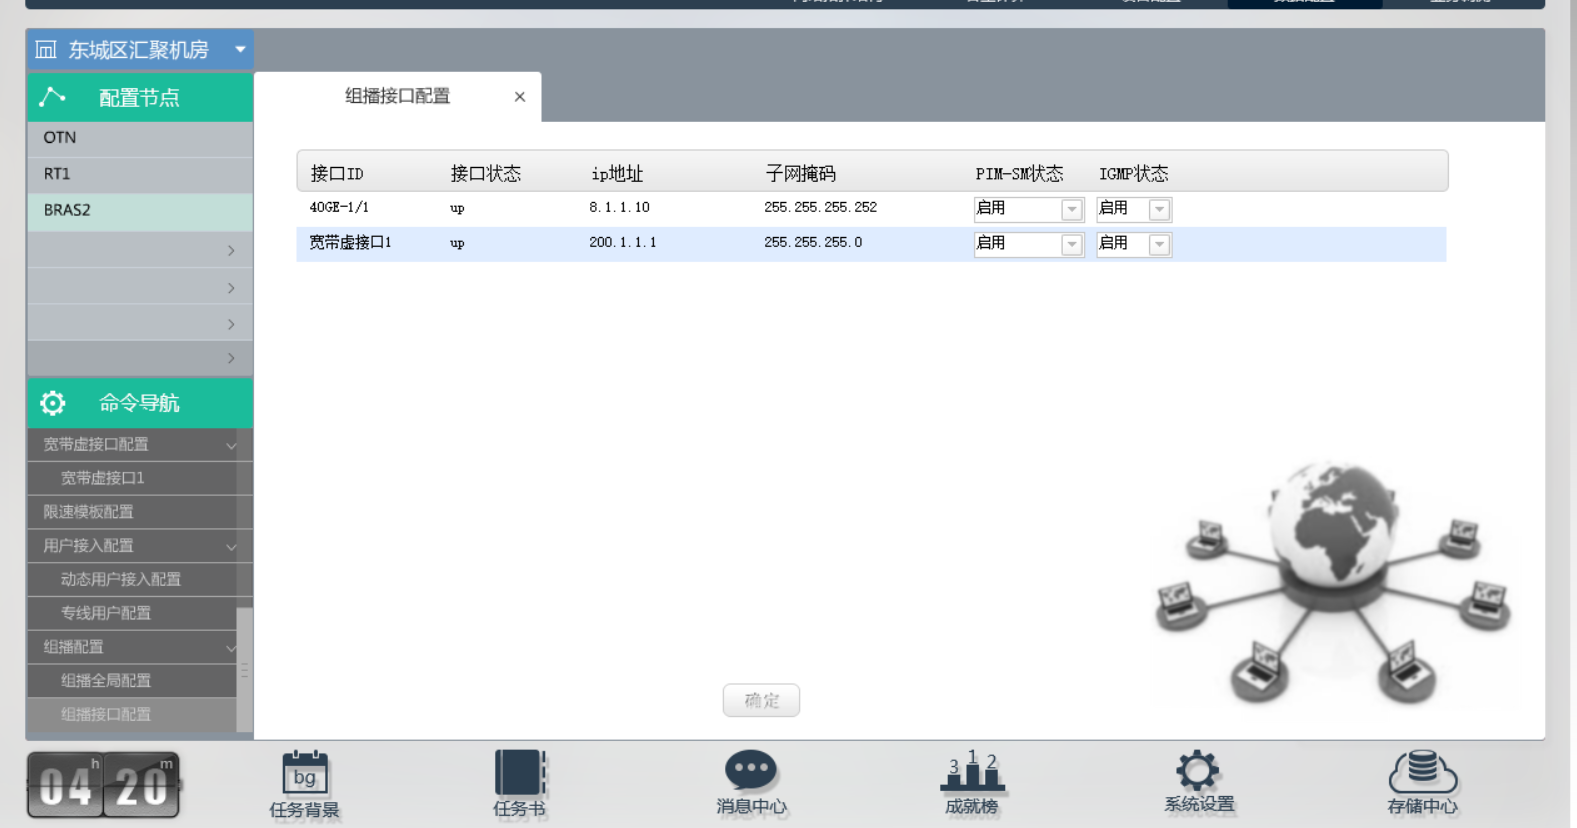 东城区汇聚机房
配置节点
组播接口配置 ×
OTN
RT1
BRAS2
接口ID 接口状态 ip地址 子网掩码 PIM-SM状态 IGMP状态
40GE-1/1 up 8.1.1.10 255.255.255.252 启用 启用
宽带虚接口1 up 200.1.1.1 255.255.255.0 启用 启用
命令导航
宽带虚接口配置
宽带虚接口1
限速模板配置
用户接入配置
动态用户接入配置
专线用户配置
组播配置
组播全局配置
组播接口配置
确定
04 h 20 m
bg
3 1 2
任务背景 任务书 消息中心 成就榜 系统设置 存储中心